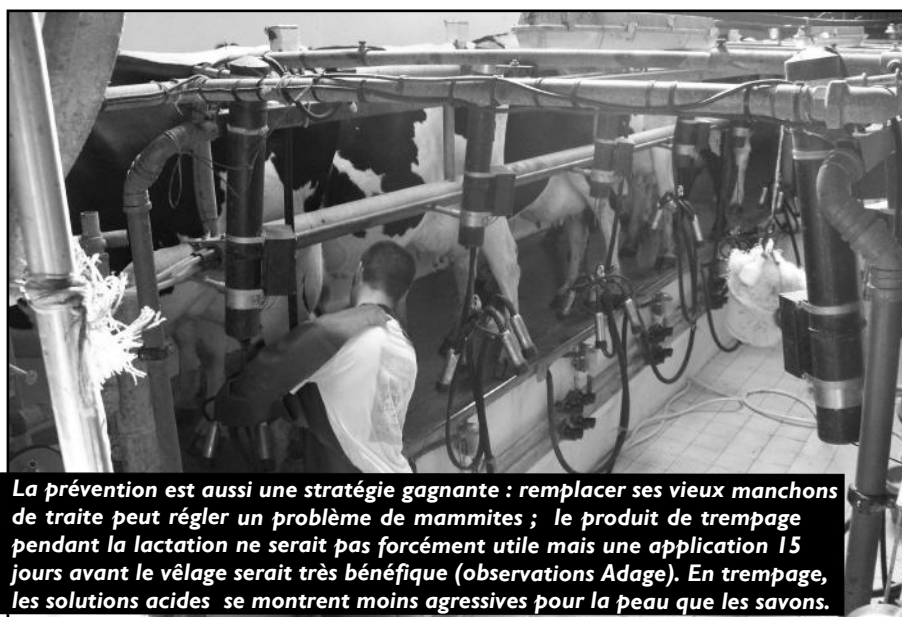 La prévention est aussi une stratégie gagnante : remplacer ses vieux manchons
de traite peut régler un problème de mammites ; le produit de trempage
pendant la lactation ne serait pas forcément utile mais une application 15
jours avant le vêlage serait très bénéfique (observations Adage). En trempage,
les solutions acides se montrent moins agressives pour la peau que les savons.